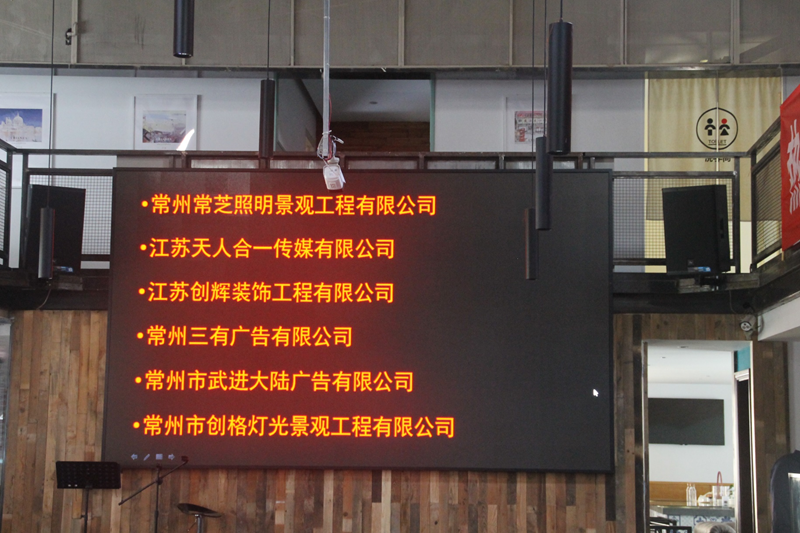 •常州常芝照明景观工程有限公司
•江苏天人合一传媒有限公司
•江苏创辉装饰工程有限公司
•常州三有广告有限公司
•常州市武进大陆广告有限公司
•常州市创格灯光景观工程有限公司
TOILET